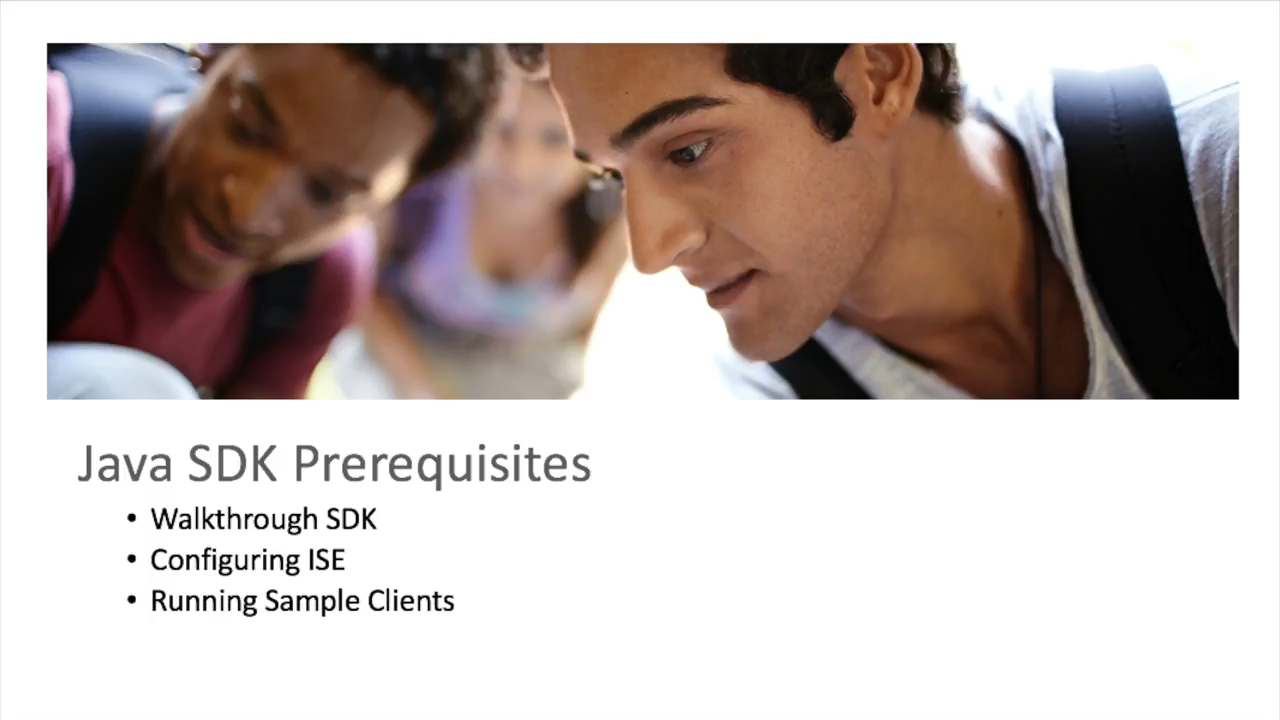 Java SDK Prerequisites
• Walkthrough SDK
• Configuring ISE
• Running Sample Clients